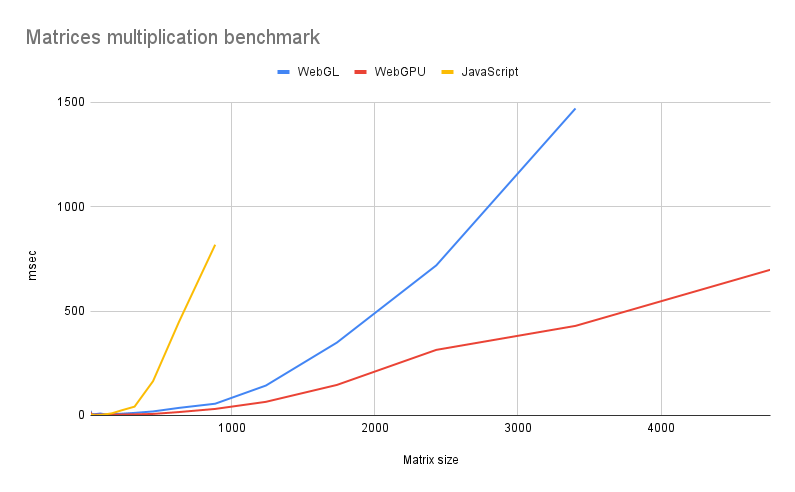 Matrices multiplication benchmark
WebGL WebGPU JavaScript
1500
1000
500
0
msec
1000 2000 3000 4000
Matrix size